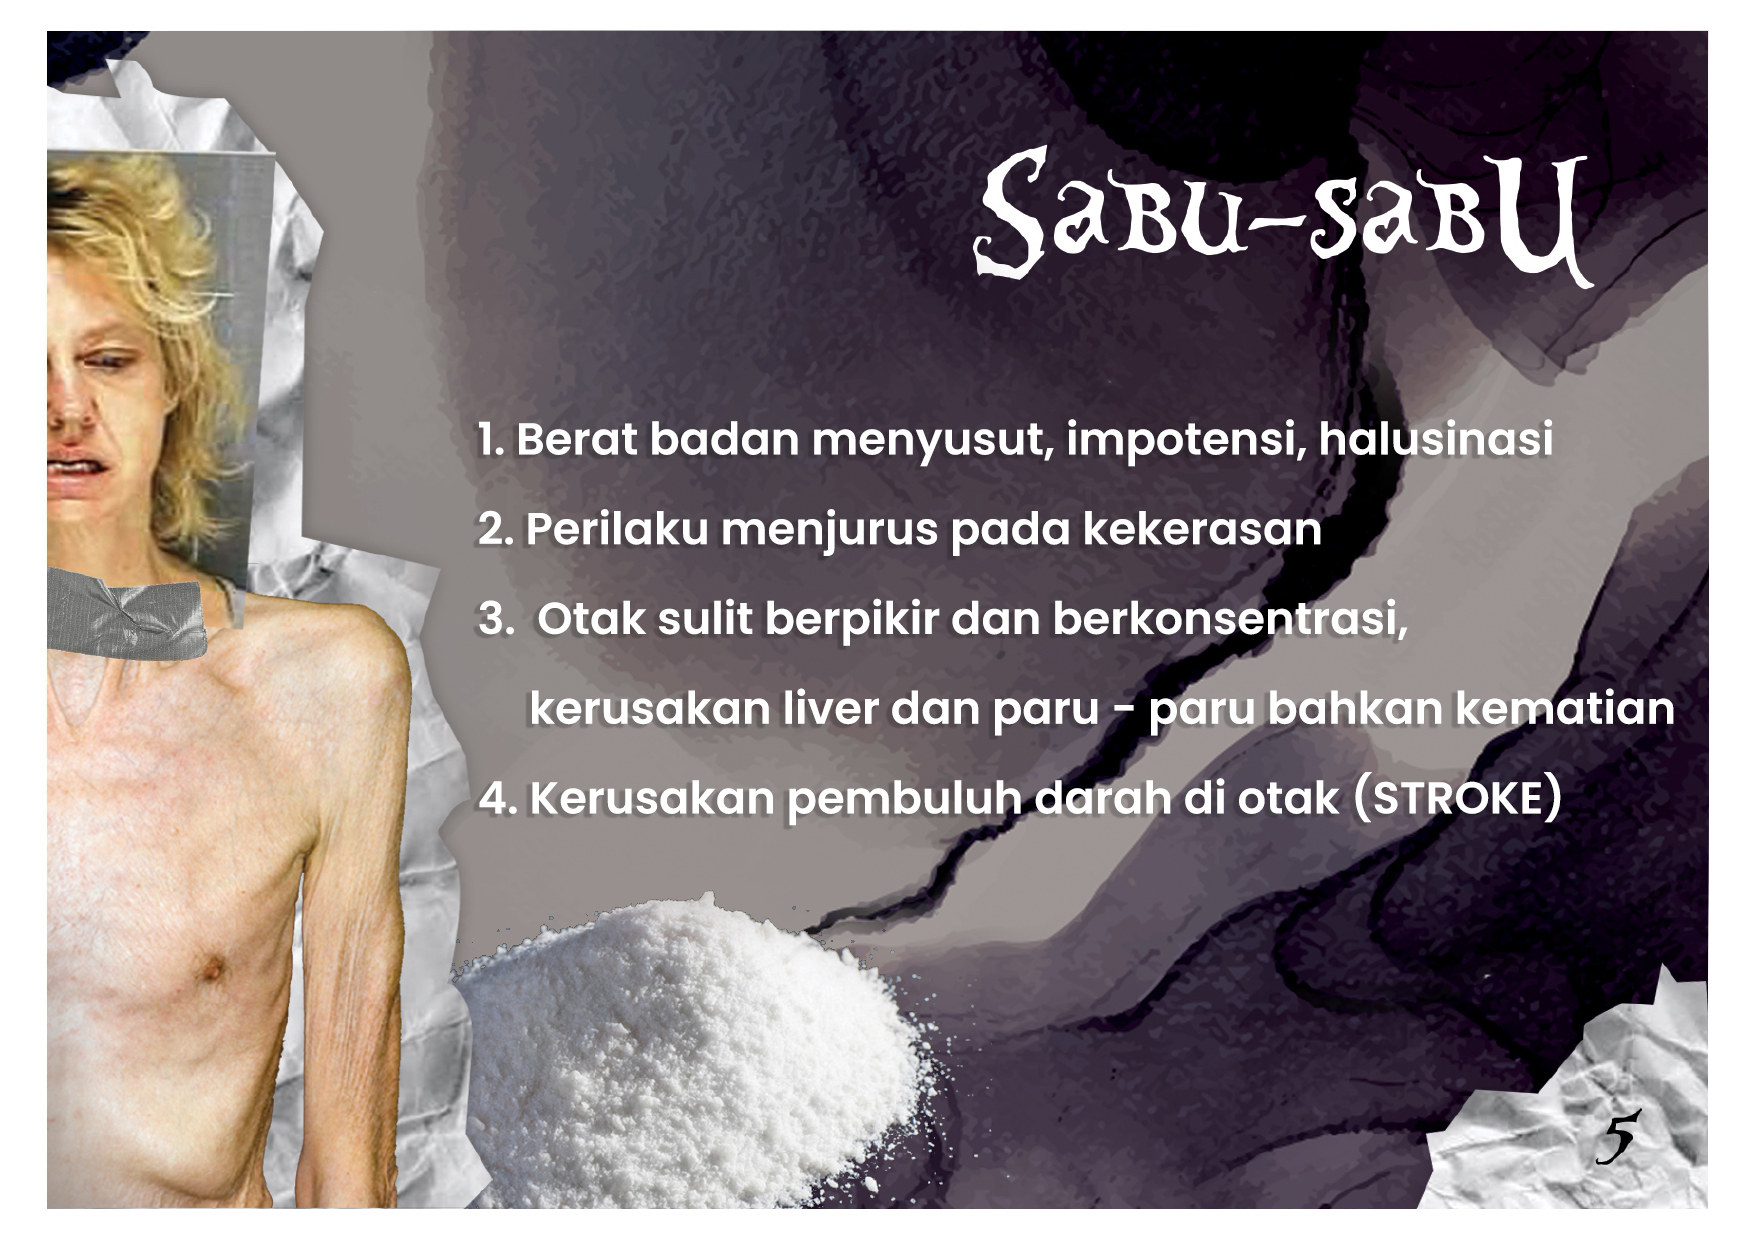 Sabu-sabU
1. Berat badan menyusut, impotensi, halusinasi
2. Perilaku menjurus pada kekerasan
3. Otak sulit berpikir dan berkonsentrasi,
kerusakan liver dan paru - paru bahkan kematian
4. Kerusakan pembuluh darah di otak (STROKE)
5